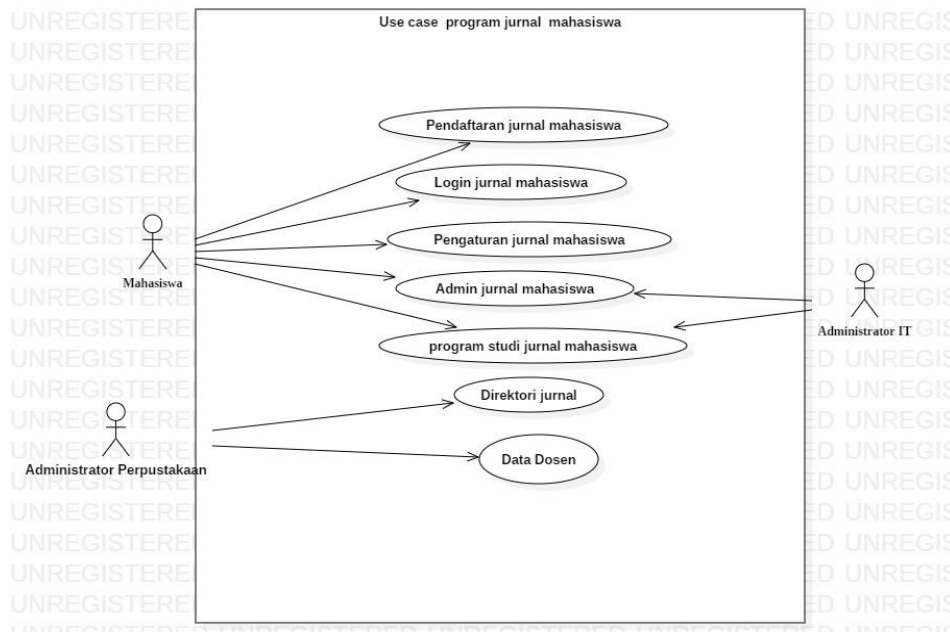 Use case program jurnal mahasiswa
Pendaftaran jurnal mahasiswa
Login jurnal mahasiswa
Pengaturan jurnal mahasiswa
Mahasiswa
Admin jurnal mahasiswa
Administrator IT
program studi jurnal mahasiswa
Direktori jurnal
Administrator Perpustakaan
Data Dosen
UNREGISTERED